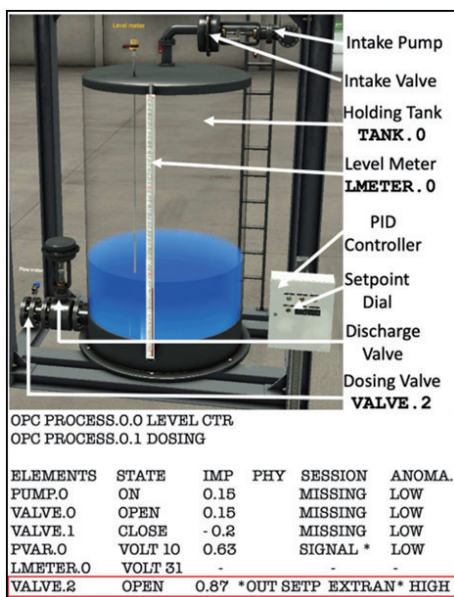 Level meter
Intake Pump
Intake Valve
Holding Tank
TANK.0
Level Meter
LMETER.0
PID
Controller
Setpoint
Dial
Flow meter
Discharge
Valve
Dosing Valve
VALVE.2
OPC PROCESS.0.0 LEVEL CTR
OPC PROCESS.0.1 DOSING
ELEMENTS STATE IMP PHY SESSION ANOMA.
PUMP.0 ON 0.15 MISSING LOW
VALVE.0 OPEN 0.15 MISSING LOW
VALVE.1 CLOSE - 0.2 MISSING LOW
PVAR.0 VOLT 10 0.63 SIGNAL * LOW
LMETER.0 VOLT 31 - - -
VALVE.2 OPEN 0.87 *OUT SETP EXTRAN* HIGH